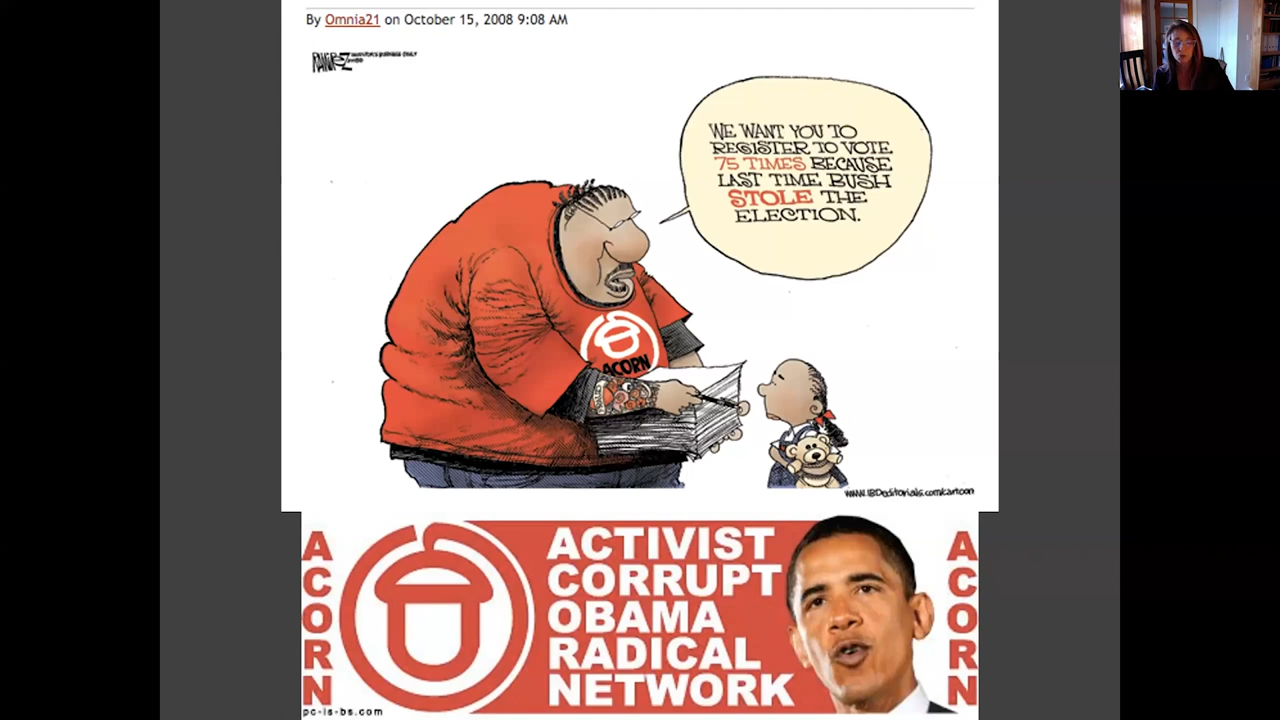 By Omnia21 on October 15, 2008 9:08 AM
WE WANT YOU TO
REGISTER TO VOTE
75 TIMES BECAUSE
LAST TIME BUSH
STOLE THE
ELECTION.
ACORN
www.IBDeditorials.com/cartoon
ACORN
ACTIVIST
CORRUPT
OBAMA
RADICAL
NETWORK
ACORN
pc-is-bs.com